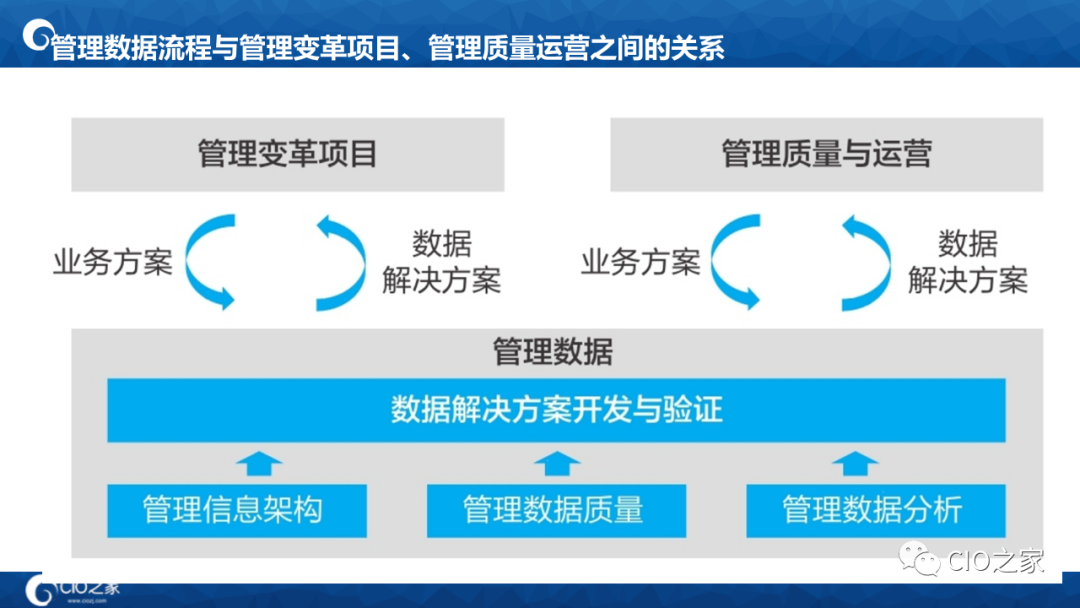 管理数据流程与管理变革项目、管理质量运营之间的关系
管理变革项目
管理质量与运营
业务方案
数据
解决方案
业务方案
数据
解决方案
管理数据
数据解决方案开发与验证
管理信息架构
管理数据质量
管理数据分析
CIO之家
CIO之家
www.ciozj.com